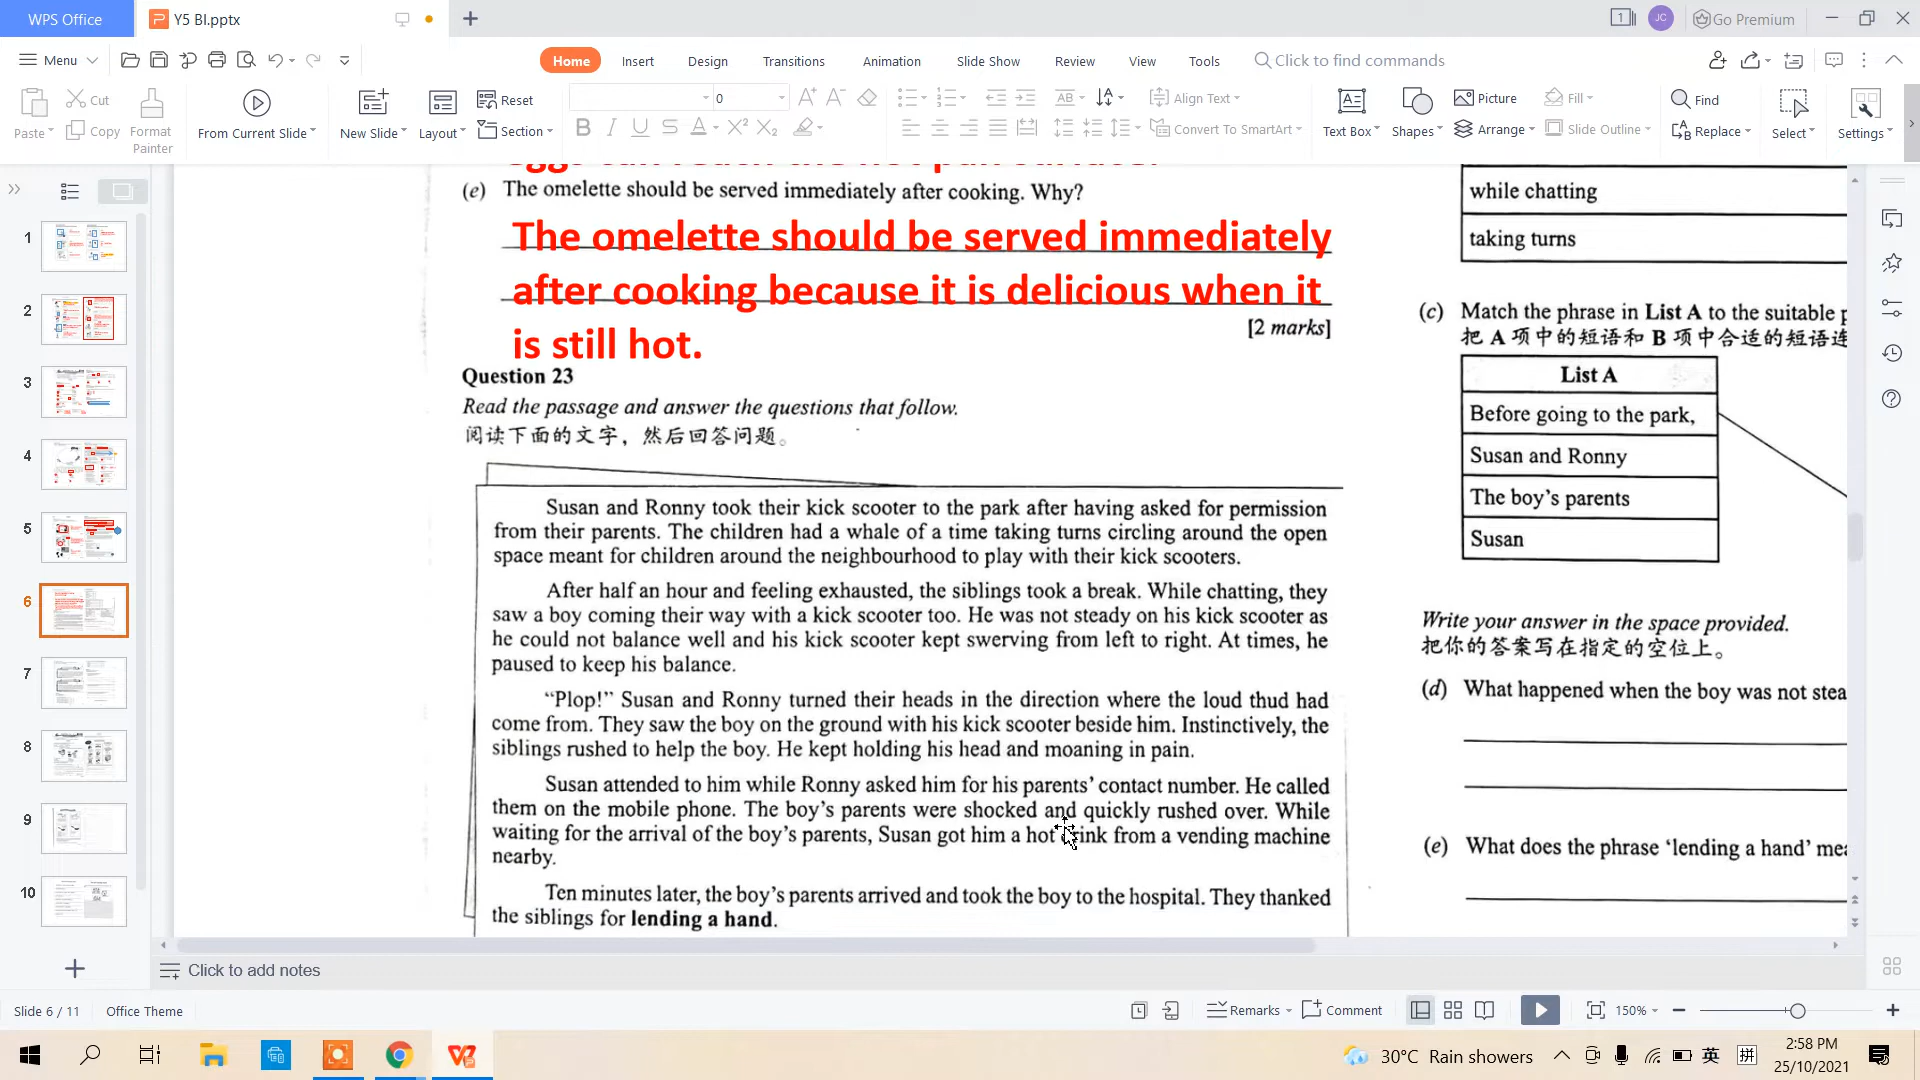 WPS Office
Y5 BI.pptx
1
JC
Go Premium
Menu
Home
Insert
Design
Transitions
Animation
Slide Show
Review
View
Tools
Click to find commands
Paste
Cut
Copy
Format Painter
From Current Slide
New Slide
Layout
Reset
Section
0
Align Text
Convert To SmartArt
Text Box
Shapes
Picture
Arrange
Fill
Slide Outline
Find
Replace
Select
Settings
(e) The omelette should be served immediately after cooking. Why?
The omelette should be served immediately
after cooking because it is delicious when it
is still hot.
[2 marks]
Question 23
Read the passage and answer the questions that follow.
阅读下面的文字，然后回答问题。
Susan and Ronny took their kick scooter to the park after having asked for permission
from their parents. The children had a whale of a time taking turns circling around the open
space meant for children around the neighbourhood to play with their kick scooters.
After half an hour and feeling exhausted, the siblings took a break. While chatting, they
saw a boy coming their way with a kick scooter too. He was not steady on his kick scooter as
he could not balance well and his kick scooter kept swerving from left to right. At times, he
paused to keep his balance.
“Plop!” Susan and Ronny turned their heads in the direction where the loud thud had
come from. They saw the boy on the ground with his kick scooter beside him. Instinctively, the
siblings rushed to help the boy. He kept holding his head and moaning in pain.
Susan attended to him while Ronny asked him for his parents’ contact number. He called
them on the mobile phone. The boy’s parents were shocked and quickly rushed over. While
waiting for the arrival of the boy’s parents, Susan got him a hot drink from a vending machine
nearby.
Ten minutes later, the boy’s parents arrived and took the boy to the hospital. They thanked
the siblings for lending a hand.
while chatting
taking turns
(c) Match the phrase in List A to the suitable
把 A 项中的短语和 B 项中合适的短语连
List A
Before going to the park,
Susan and Ronny
The boy’s parents
Susan
Write your answer in the space provided.
把你的答案写在指定的空位上。
(d) What happened when the boy was not stea
(e) What does the phrase ‘lending a hand’ mea
1
2
3
4
5
6
7
8
9
10
Click to add notes
Slide 6 / 11
Office Theme
Remarks
Comment
150%
30°C Rain showers
英
拼
2:58 PM
25/10/2021